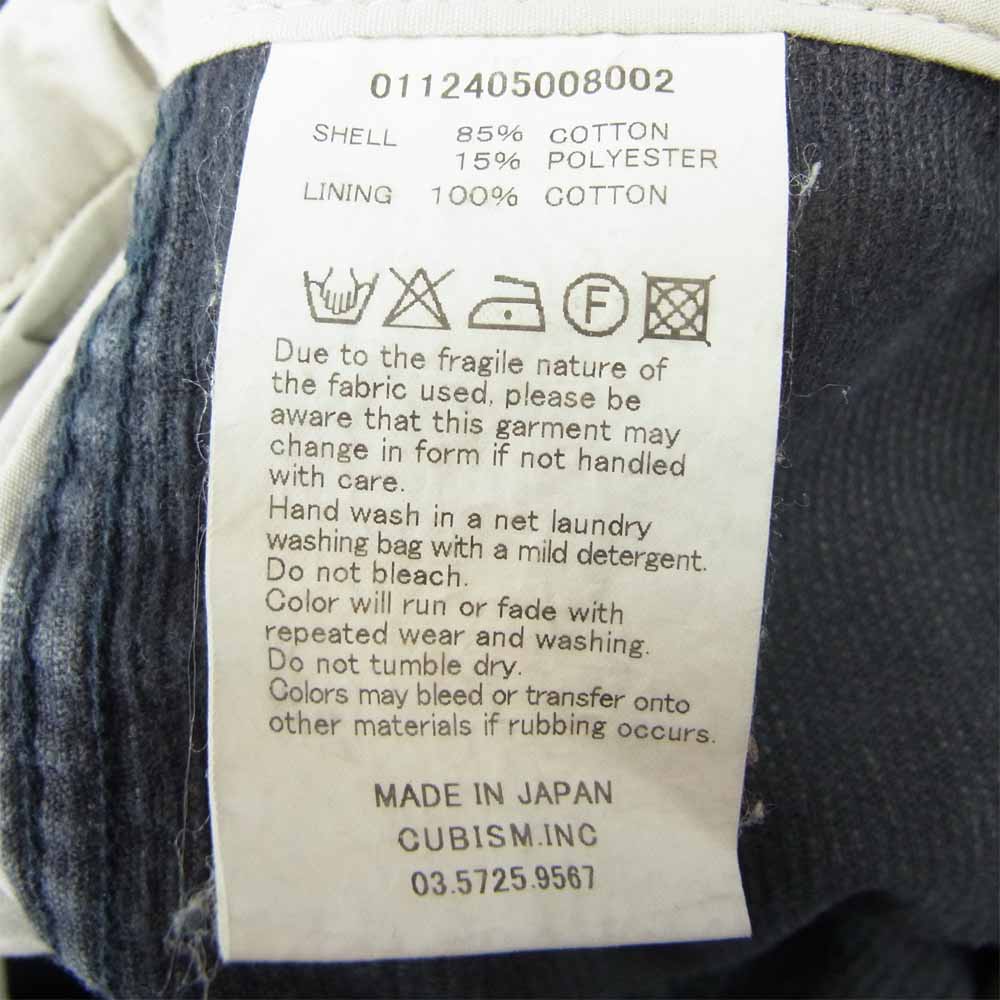 0112405008002
SHELL 85% COTTON
15% POLYESTER
LINING 100% COTTON
F
Due to the fragile nature of
the fabric used, please be
aware that this garment may
change in form if not handled
with care.
Hand wash in a net laundry
washing bag with a mild detergent.
Do not bleach.
Color will run or fade with
repeated wear and washing.
Do not tumble dry.
Colors may bleed or transfer onto
other materials if rubbing occurs.
MADE IN JAPAN
CUBISM.INC
03.5725.9567